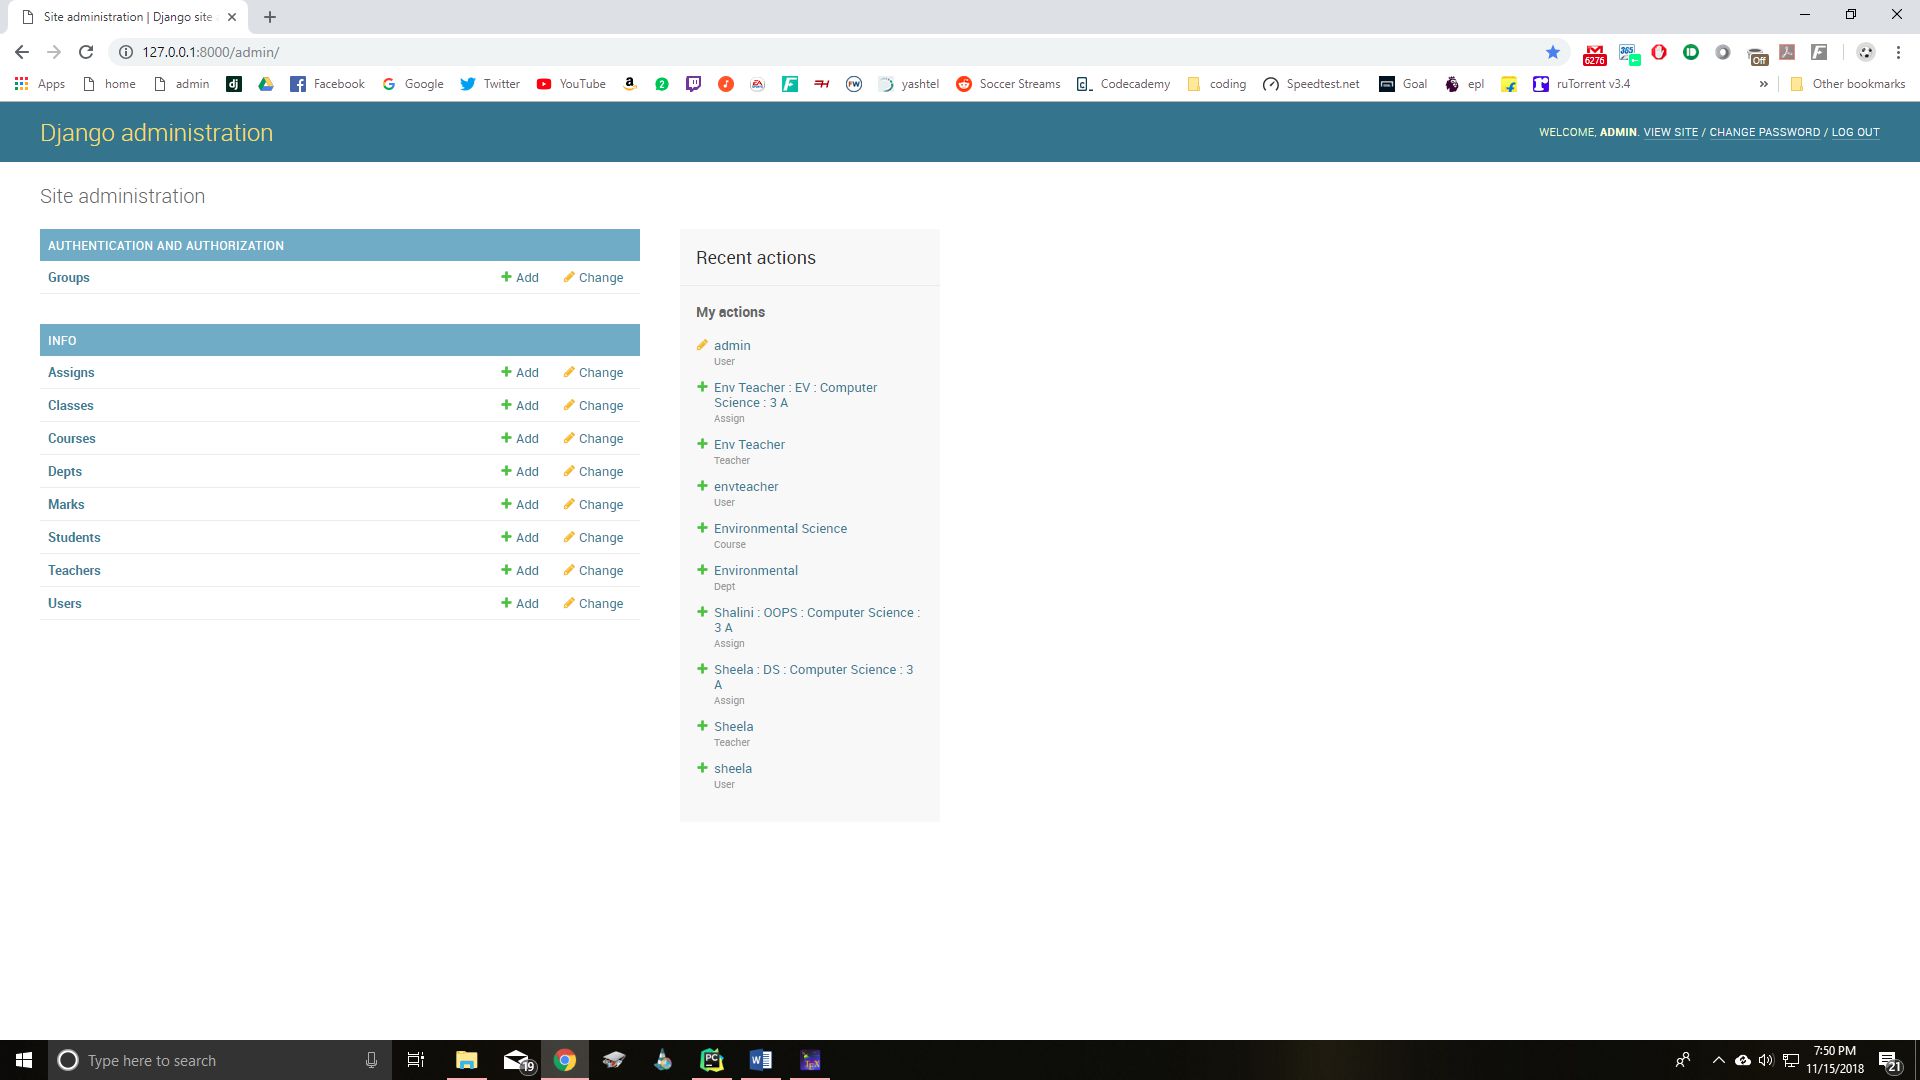 Site administration | Django site
127.0.0.1:8000/admin/
6276
365
Off
Apps home admin dj Facebook Google Twitter YouTube yashtel Soccer Streams Codecademy coding Speedtest.net Goal epl ruTorrent v3.4 » Other bookmarks
Django administration
WELCOME, ADMIN. VIEW SITE / CHANGE PASSWORD / LOG OUT
Site administration
AUTHENTICATION AND AUTHORIZATION
Groups Add Change
INFO
Assigns Add Change
Classes Add Change
Courses Add Change
Depts Add Change
Marks Add Change
Students Add Change
Teachers Add Change
Users Add Change
Recent actions
My actions
admin
User
Env Teacher : EV : Computer
Science : 3 A
Assign
Env Teacher
Teacher
envteacher
User
Environmental Science
Course
Environmental
Dept
Shalini : OOPS : Computer Science :
3 A
Assign
Sheela : DS : Computer Science : 3
A
Assign
Sheela
Teacher
sheela
User
Type here to search
19
PC
7:50 PM
11/15/2018
21